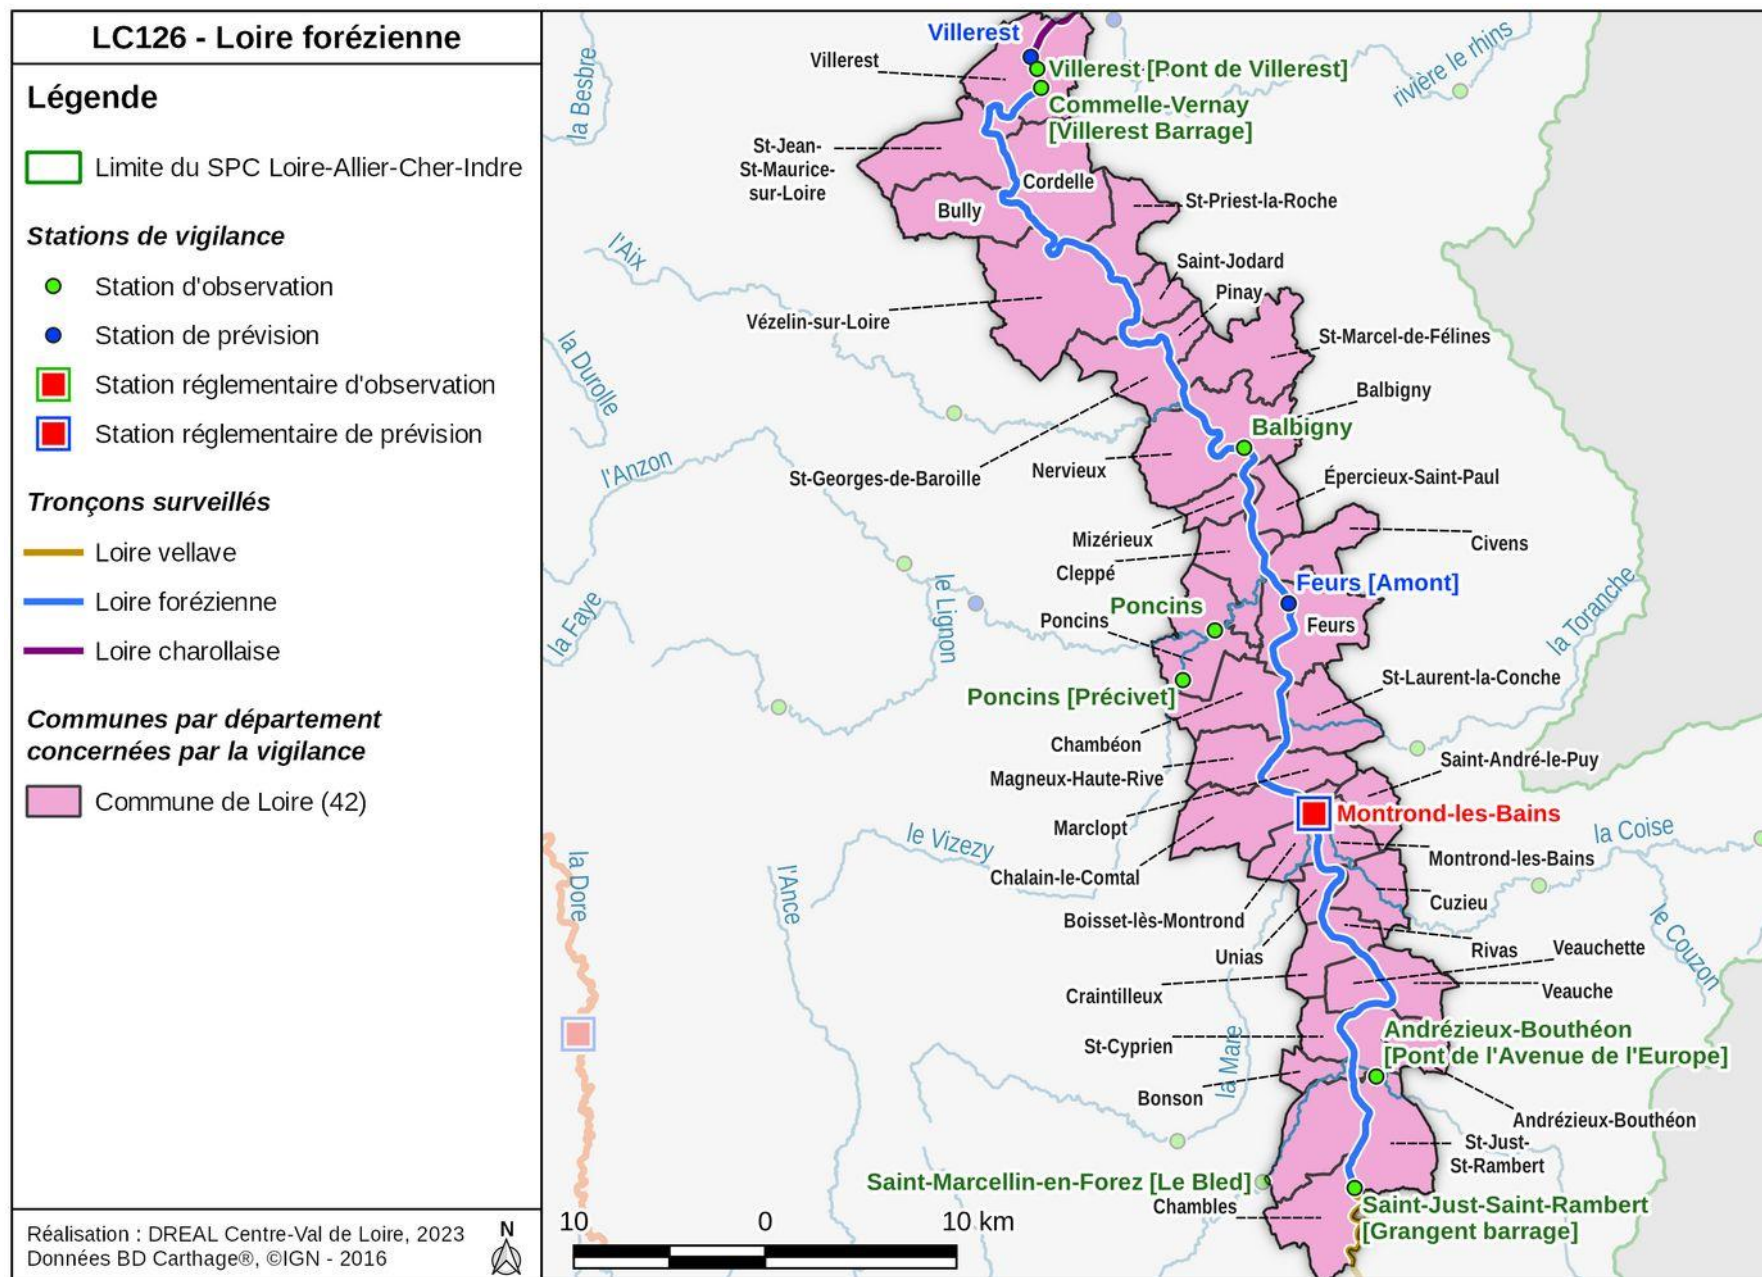 LC126 - Loire forézienne
Légende
Limite du SPC Loire-Allier-Cher-Indre
Stations de vigilance
Station d'observation
Station de prévision
Station réglementaire d'observation
Station réglementaire de prévision
Tronçons surveillés
Loire vellave
Loire forézienne
Loire charollaise
Communes par département
concernées par la vigilance
Commune de Loire (42)
Réalisation : DREAL Centre-Val de Loire, 2023
Données BD Carthage®, ©IGN - 2016
N
Villerest
Villerest
Villerest [Pont de Villerest]
Commelle-Vernay
[Villerest Barrage]
la Besbre
rivière le rhins
St-Jean-
St-Maurice-
sur-Loire
Cordelle
Bully
St-Priest-la-Roche
l'Aix
Saint-Jodard
Pinay
Vézelin-sur-Loire
St-Marcel-de-Félines
la Durolle
Balbigny
Balbigny
l'Anzon
St-Georges-de-Baroille
Nervieux
Épercieux-Saint-Paul
Mizérieux
Civens
Cleppé
la Faye
le Lignon
Feurs [Amont]
Poncins
Poncins
Feurs
la Toranche
St-Laurent-la-Conche
Poncins [Précivet]
Chambéon
Magneux-Haute-Rive
Saint-André-le-Puy
Marclopt
Montrond-les-Bains
la Coise
le Vizezy
Montrond-les-Bains
la Dore
l'Ance
Chalain-le-Comtal
Cuzieu
Boisset-lès-Montrond
le Couzon
Unias
Rivas
Veauchette
Craintilleux
Veauche
Andrézieux-Bouthéon
[Pont de l'Avenue de l'Europe]
St-Cyprien
la Mare
Bonson
Andrézieux-Bouthéon
St-Just-
St-Rambert
Saint-Marcellin-en-Forez [Le Bled]
Chambles
Saint-Just-Saint-Rambert
[Grangent barrage]
10 0 10 km